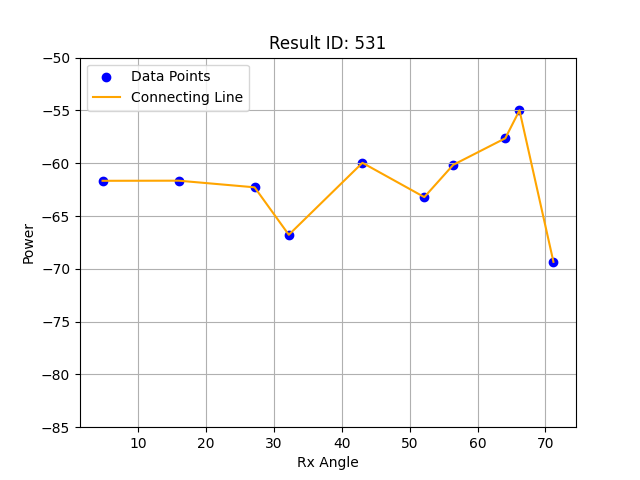 Result ID: 531
Data Points
Connecting Line
Power
−50
−55
−60
−65
−70
−75
−80
−85
10 20 30 40 50 60 70
Rx Angle